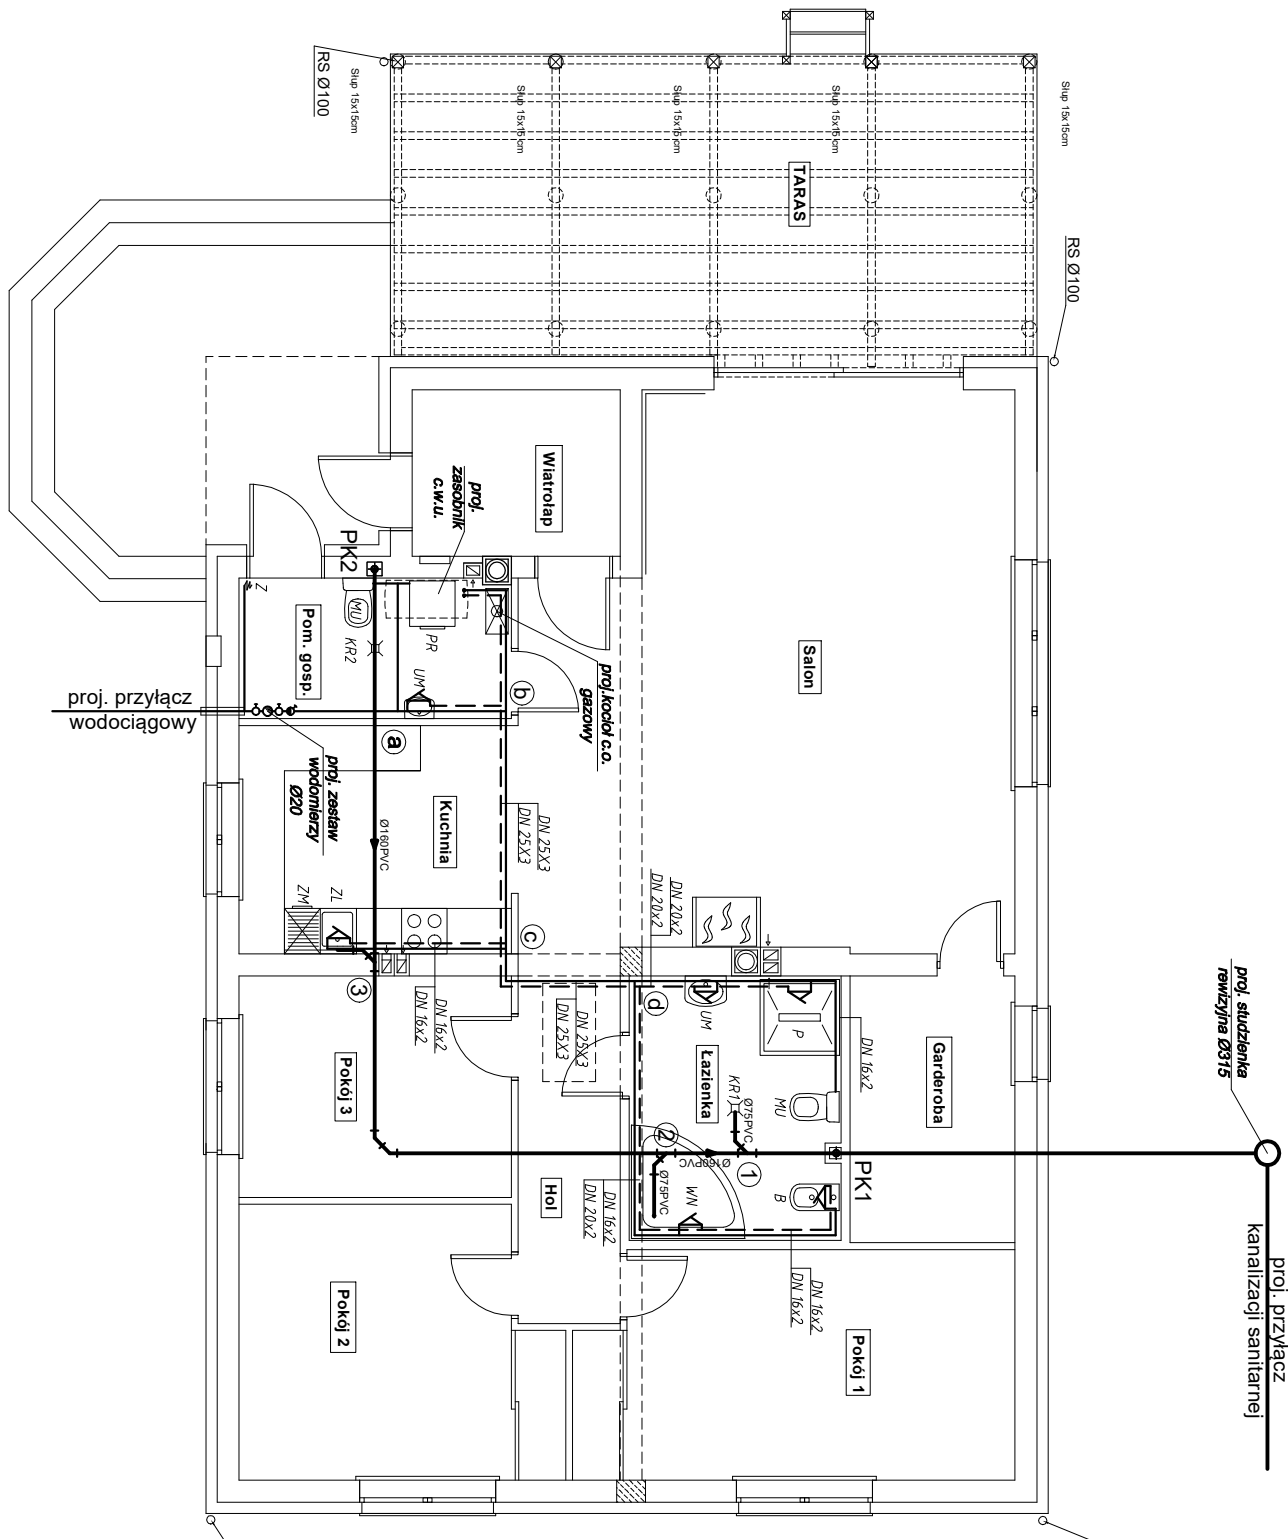 RS Ø100
Słup 15x15cm
Słup 15x15cm
Słup 15x15cm
Słup 15x15cm
Słup 15x15cm
TARAS
RS Ø100
Wiatrołap
proj.
zasobnik
c.w.u.
PK2
Z
MU
KR2
Pom. gosp.
PR
UM
b
proj.kocioł c.o.
gazowy
Salon
proj. przyłącz
wodociągowy
a
proj. zestaw
wodomierzy
Ø20
Kuchnia
Ø160PVC
DN 25X3
DN 25X3
ZM
ZL
c
DN 20x2
DN 20x2
3
DN 16x2
DN 16x2
DN 25X3
DN 25X3
d
UM
P
DN 16x2
Łazienka
KR1
Ø75PVC
MU
Garderoba
proj. studzienka
rewizyjna Ø315
Pokój 3
2
1
Ø160PVC
Ø75PVC
WN
PK1
B
Hol
DN 16x2
DN 20x2
DN 16x2
DN 16x2
proj. przyłącz
kanalizacji sanitarnej
Pokój 2
Pokój 1